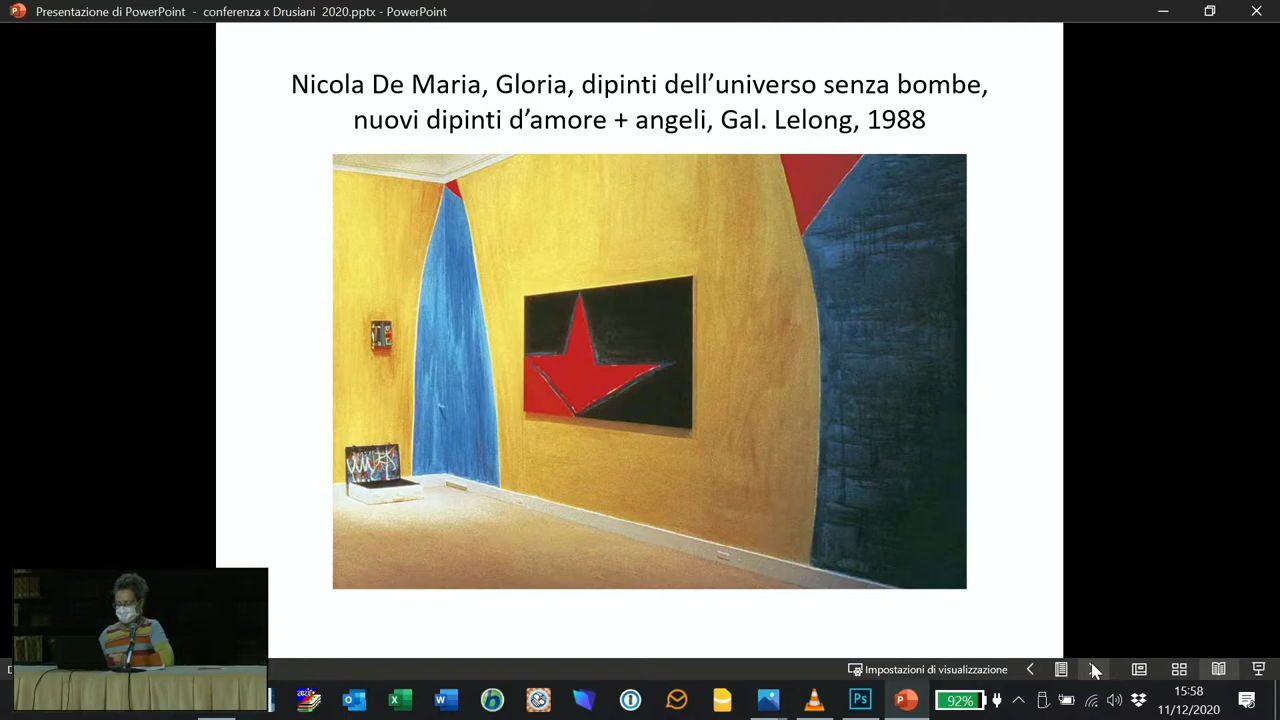 Presentazione di PowerPoint - conferenza x Drusiani 2020.pptx - PowerPoint
Nicola De Maria, Gloria, dipinti dell'universo senza bombe,
nuovi dipinti d'amore + angeli, Gal. Lelong, 1988
Impostazioni di visualizzazione
92%
15:58
11/12/2020
Ps